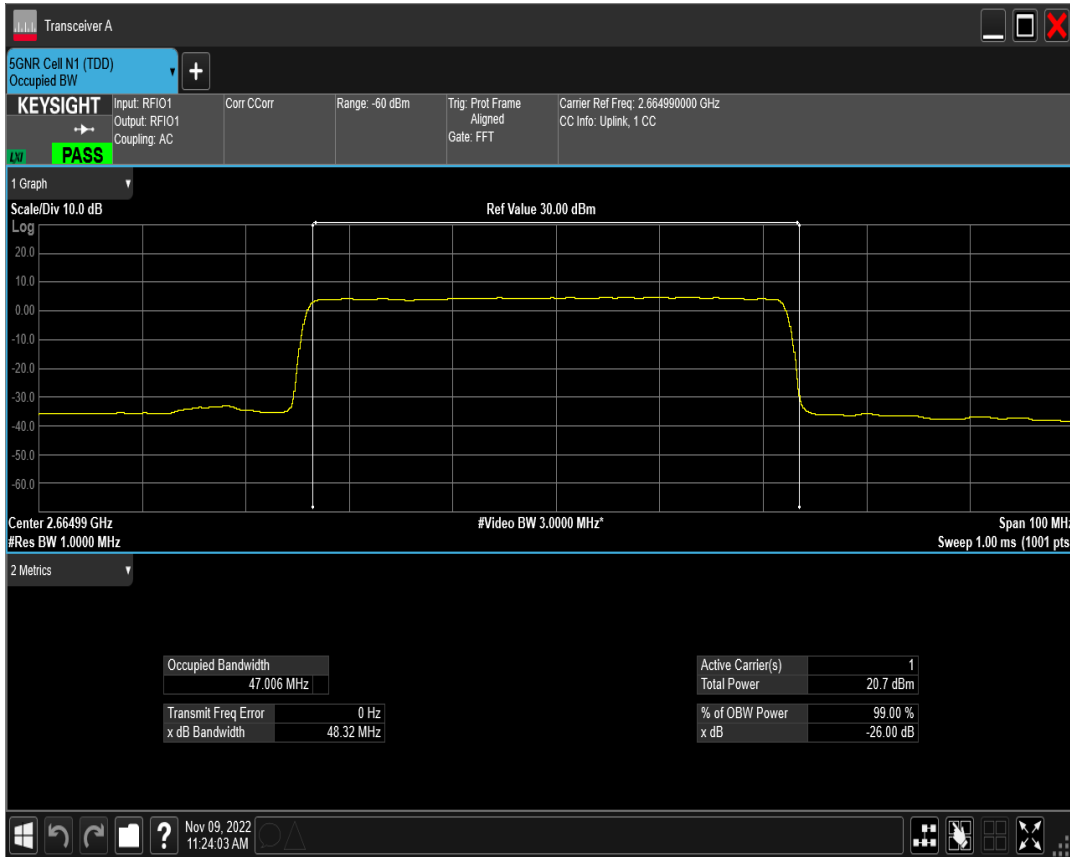 Transceiver A
5GNR Cell N1 (TDD)
Occupied BW
+
KEYSIGHT
LXI PASS
Input: RFIO1
Output: RFIO1
Coupling: AC
Corr CCorr
Range: -60 dBm
Trig: Prot Frame
Aligned
Gate: FFT
Carrier Ref Freq: 2.664990000 GHz
CC Info: Uplink, 1 CC
1 Graph
Scale/Div 10.0 dB
Ref Value 30.00 dBm
Log
20.0
10.0
0.00
-10.0
-20.0
-30.0
-40.0
-50.0
-60.0
Center 2.66499 GHz
#Video BW 3.0000 MHz*
Span 100 MHz
#Res BW 1.0000 MHz
Sweep 1.00 ms (1001 pts
2 Metrics
Occupied Bandwidth
47.006 MHz
Transmit Freq Error 0 Hz
x dB Bandwidth 48.32 MHz
Active Carrier(s) 1
Total Power 20.7 dBm
% of OBW Power 99.00 %
x dB -26.00 dB
?
Nov 09, 2022
11:24:03 AM